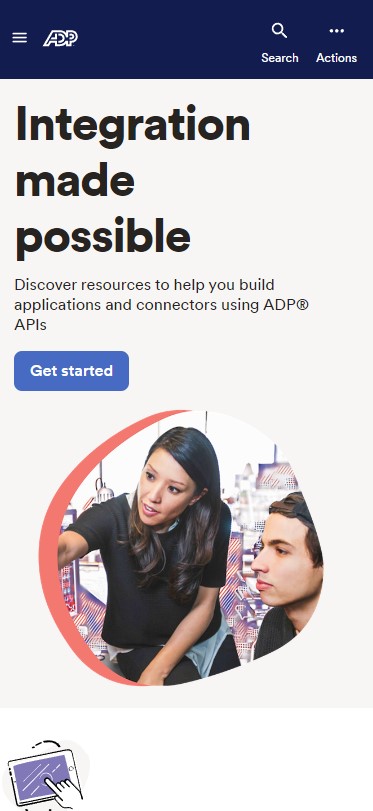 ADP
Search
Actions
Integration
made
possible
Discover resources to help you build
applications and connectors using ADP®
APIs
Get started